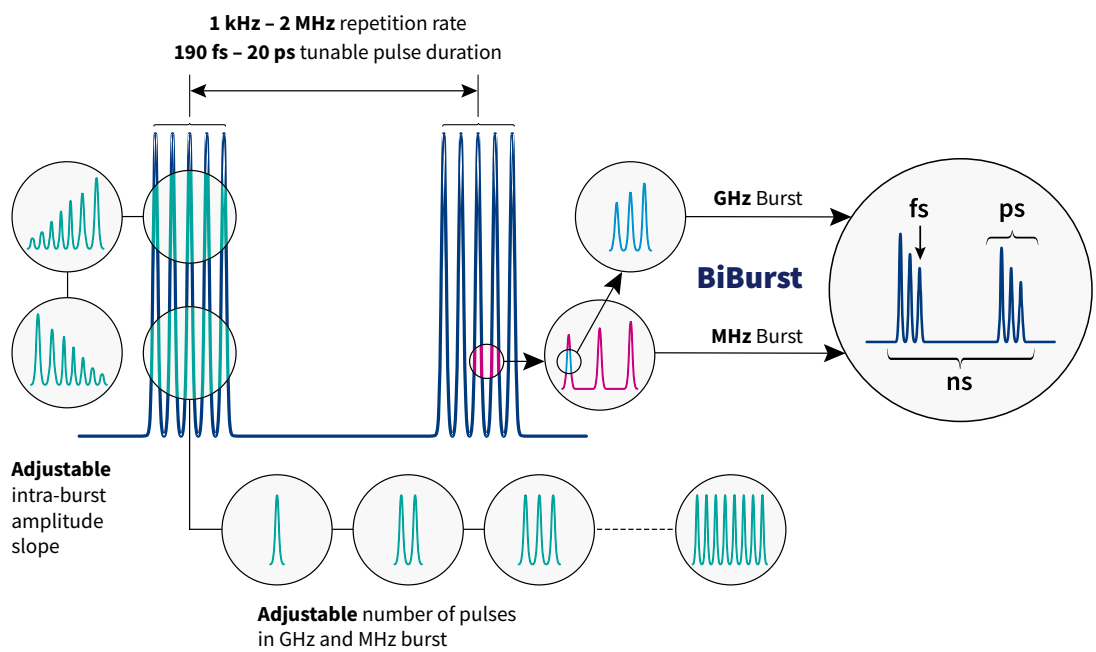 1 kHz – 2 MHz repetition rate
190 fs – 20 ps tunable pulse duration
GHz Burst
fs
ps
BiBurst
MHz Burst
ns
Adjustable
intra-burst
amplitude
slope
Adjustable number of pulses
in GHz and MHz burst